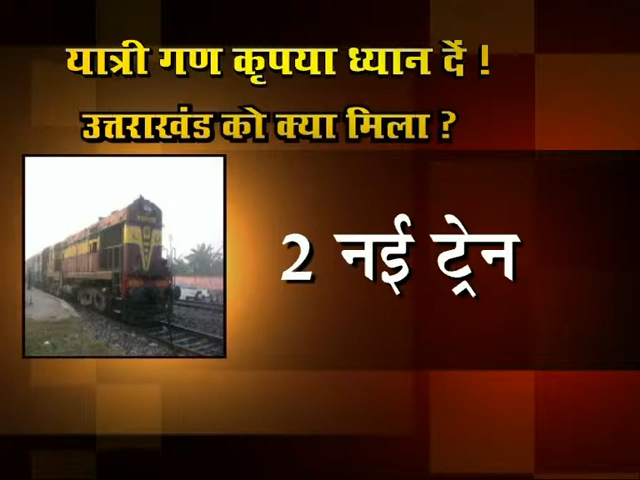 यात्री गण कृपया ध्यान दें !
उत्तराखंड को क्या मिला ?
2 नई ट्रेन